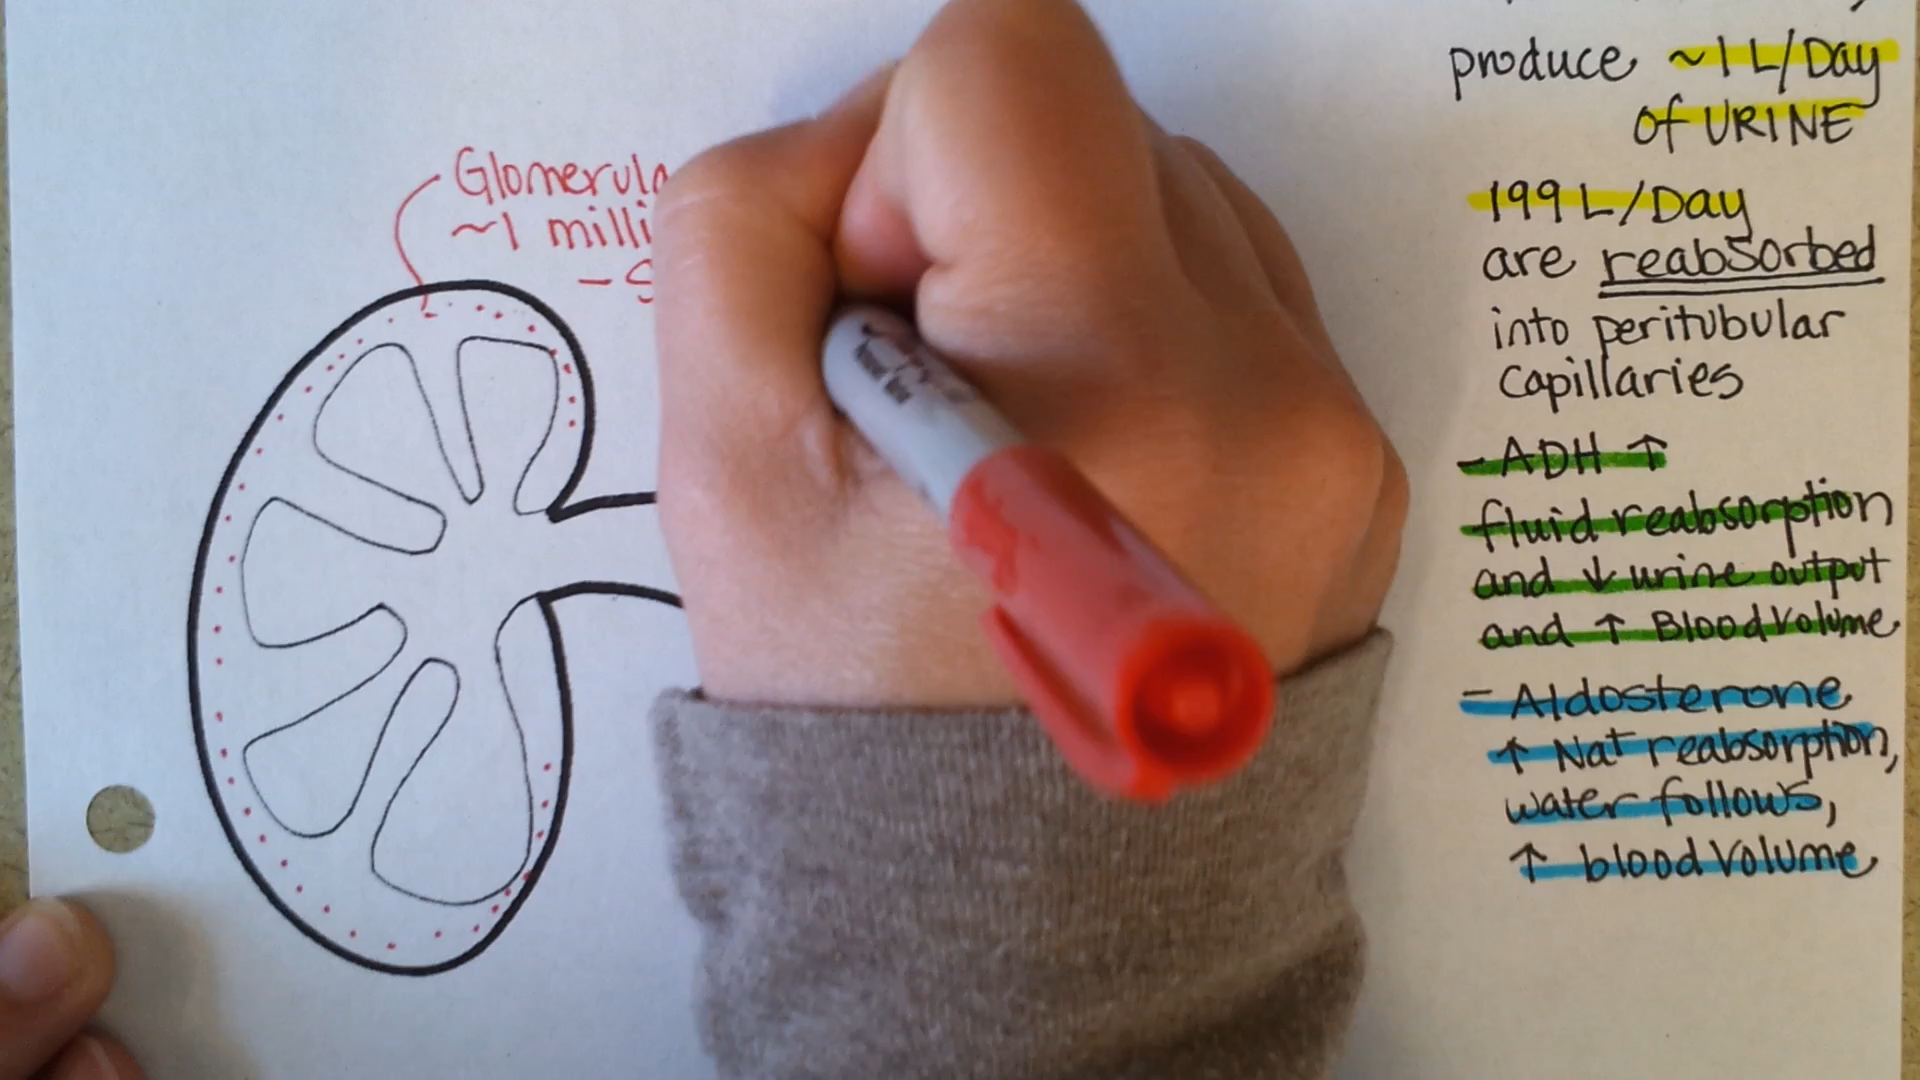 Glomerula
~1 milli
- S
produce ~1 L/Day
of URINE
199 L/Day
are reabsorbed
into peritubular
capillaries
- ADH ↑
fluid reabsorption
and ↓ urine output
and ↑ Blood Volume
- Aldosterone
↑ Na+ reabsorption,
water follows,
↑ blood volume